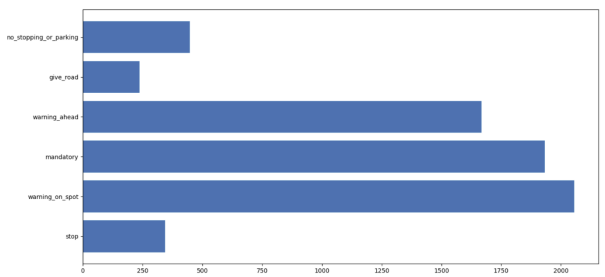 no_stopping_or_parking
give_road
warning_ahead
mandatory
warning_on_spot
stop
0 250 500 750 1000 1250 1500 1750 2000